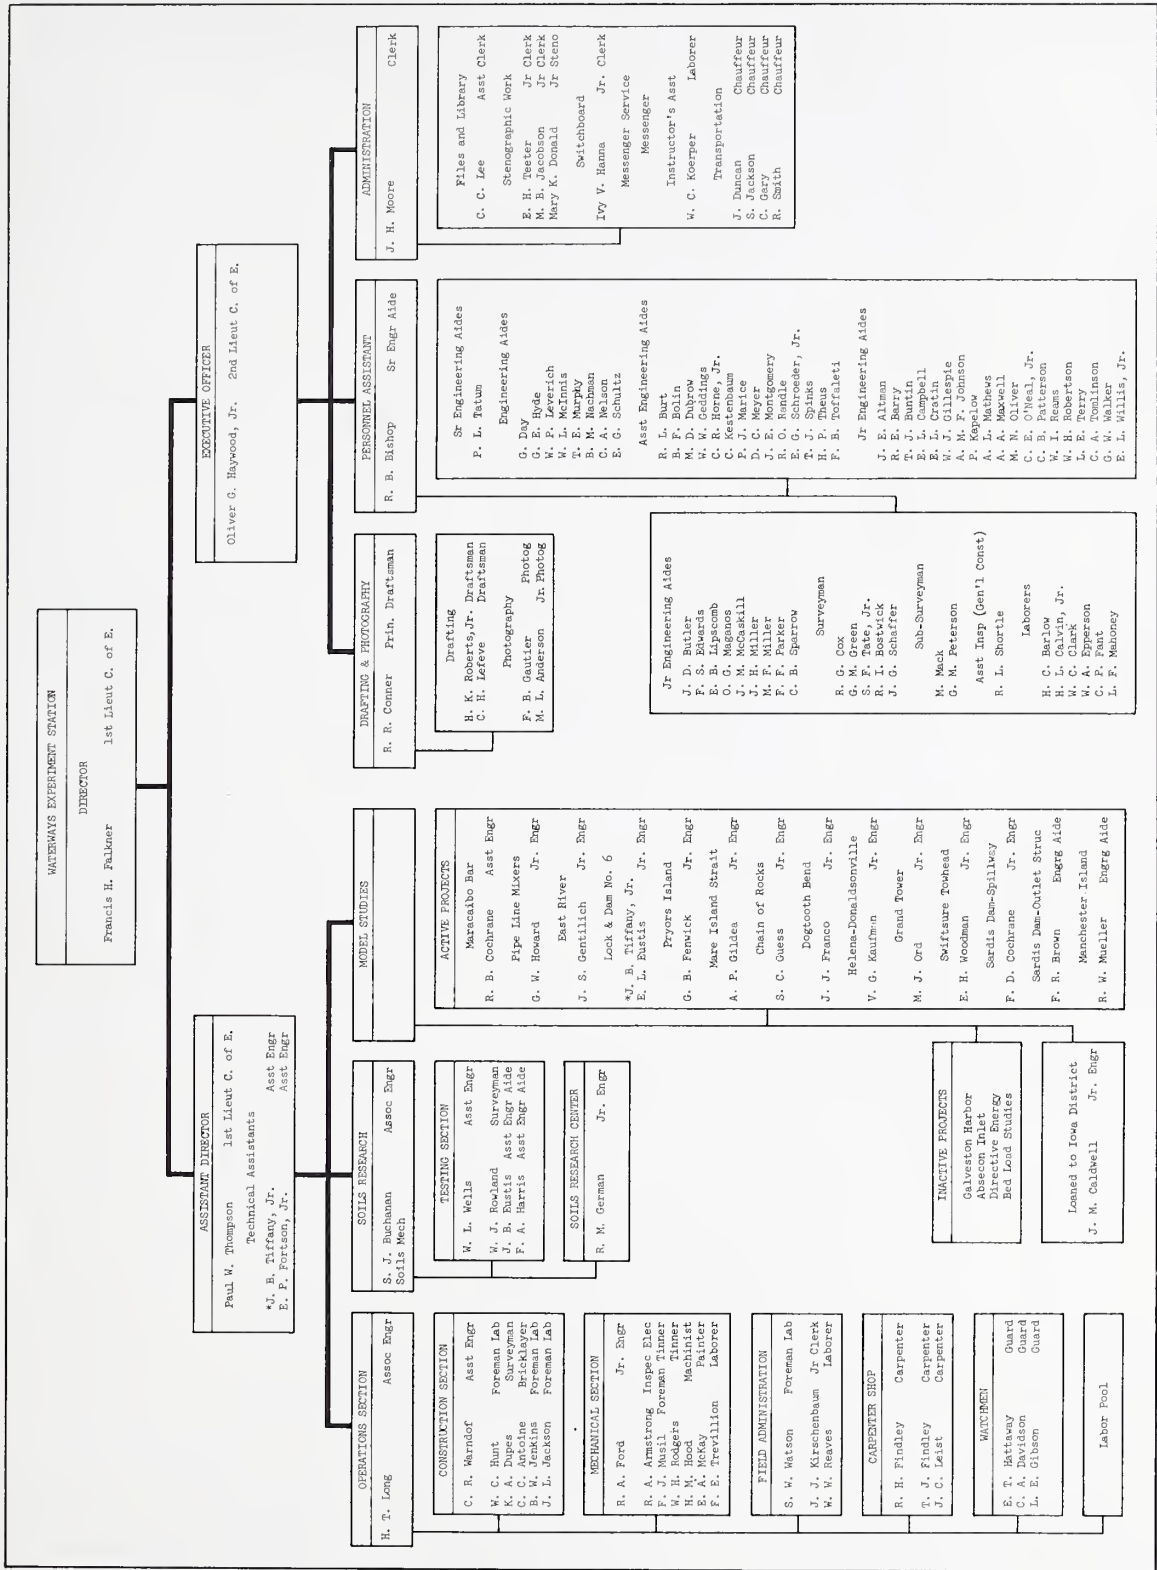 WATERWAYS EXPERIMENT STATION
DIRECTOR
Francis H. Falkner 1st Lieut C. of E.
ASSISTANT DIRECTOR
Paul W. Thompson 1st Lieut C. of E.
Technical Assistants
*J. B. Tiffany, Jr. Asst Engr
E. P. Fortson, Jr. Asst Engr
EXECUTIVE OFFICER
Oliver G. Haywood, Jr. 2nd Lieut C. of E.
OPERATIONS SECTION
H. T. Long Assoc Engr
CONSTRUCTION SECTION
C. R. Warndof Asst Engr
W. C. Hunt Foreman Lab
K. A. Dupes Surveyman
C. C. Antoine Bricklayer
B. W. Jenkins Foreman Lab
J. L. Jackson Foreman Lab
MECHANICAL SECTION
R. A. Ford Jr. Engr
R. A. Armstrong Inspec Elec
F. J. Musil Foreman Tinner
W. H. Rodgers Tinner
H. M. Hood Machinist
E. A. McKay Painter
F. E. Trevillion Laborer
FIELD ADMINISTRATION
S. W. Watson Foreman Lab
J. J. Kirschenbaum Jr Clerk
W. W. Reaves Laborer
CARPENTER SHOP
R. H. Findley Carpenter
T. J. Findley Carpenter
J. C. Leist Carpenter
WATCHMEN
E. T. Hattaway Guard
C. A. Davidson Guard
L. E. Gibson Guard
Labor Pool
SOILS RESEARCH
S. J. Buchanan Assoc Engr
Soils Mech
TESTING SECTION
W. L. Wells Asst Engr
W. J. Rowland Surveyman
J. B. Eustis Asst Engr Aide
F. A. Harris Asst Engr Aide
SOILS RESEARCH CENTER
R. M. German Jr. Engr
MODEL STUDIES
ACTIVE PROJECTS
Maracaibo Bar
R. B. Cochrane Asst Engr
Pipe Line Mixers
G. W. Howard Jr. Engr
East River
J. S. Gentilich Jr. Engr
Lock & Dam No. 6
*J. B. Tiffany, Jr.
E. L. Eustis Jr. Engr
Pryors Island
G. B. Fenwick Jr. Engr
Mare Island Strait
A. P. Gildea Jr. Engr
Chain of Rocks
S. C. Guess Jr. Engr
Dogtooth Bend
J. J. Franco Jr. Engr
Helena-Donaldsonville
V. G. Kaufman Jr. Engr
Grand Tower
M. J. Ord Jr. Engr
Swiftsure Towhead
E. H. Woodman Jr. Engr
Sardis Dam-Spillway
F. D. Cochrane Jr. Engr
Sardis Dam-Outlet Struc
F. R. Brown Engrg Aide
Manchester Island
R. W. Mueller Engrg Aide
INACTIVE PROJECTS
Galveston Harbor
Absecon Inlet
Directive Energy
Bed Load Studies
Loaned to Iowa District
J. M. Caldwell Jr. Engr
DRAFTING & PHOTOGRAPHY
R. R. Conner Prin. Draftsman
Drafting
H. K. Roberts,Jr. Draftsman
C. H. Lefeve Draftsman
Photography
F. B. Gautier Photog
M. L. Anderson Jr. Photog
PERSONNEL ASSISTANT
R. B. Bishop Sr Engr Aide
Sr Engineering Aides
P. L. Tatum
Engineering Aides
G. Day
G. E. Hyde
W. P. Leverich
W. L. McInnis
T. E. Murphy
B. M. Nachman
C. A. Nelson
E. G. Schultz
Asst Engineering Aides
R. L. Burt
B. F. Bolin
M. D. Dubrow
W. W. Geddings
C. R. Horne, Jr.
C. Kestenbaum
P. J. Marice
D. C. Meyer
J. E. Montgomery
R. O. Randle
E. G. Schroeder, Jr.
T. J. Spinks
H. P. Theus
F. B. Toffaleti
Jr Engineering Aides
J. E. Altman
R. E. Barry
T. J. Buntin
E. L. Campbell
E. L. Cratin
W. J. Gillespie
A. M. F. Johnson
P. Kapelow
A. L. Mathews
A. A. Maxwell
M. N. Oliver
C. E. O'Neal, Jr.
C. B. Patterson
W. I. Reams
W. H. Robertson
L. E. Terry
C. A. Tomlinson
G. W. Walker
E. L. Willis, Jr.
Jr Engineering Aides
J. D. Butler
F. S. Edwards
E. B. Lipscomb
O. G. Maganos
J. M. McCaskill
J. H. Miller
M. F. Miller
F. F. Parker
C. B. Sparrow
Surveyman
R. G. Cox
G. M. Green
S. F. Tate, Jr.
R. I. Bostwick
J. G. Schaffer
Sub-Surveyman
M. Mack
G. M. Peterson
Asst Insp (Gen'l Const)
R. L. Shortle
Laborers
H. C. Barlow
H. L. Calvin, Jr.
W. C. Clark
W. A. Epperson
C. P. Fant
L. F. Mahoney
ADMINISTRATION
J. H. Moore Clerk
Files and Library
C. C. Lee Asst Clerk
Stenographic Work
E. H. Teeter Jr Clerk
M. B. Jacobson Jr Clerk
Mary K. Donald Jr Steno
Switchboard
Ivy V. Hanna Jr. Clerk
Messenger Service
Messenger
Instructor's Asst
W. C. Koerper Laborer
Transportation
J. Duncan Chauffeur
S. Jackson Chauffeur
C. Gary Chauffeur
R. Smith Chauffeur